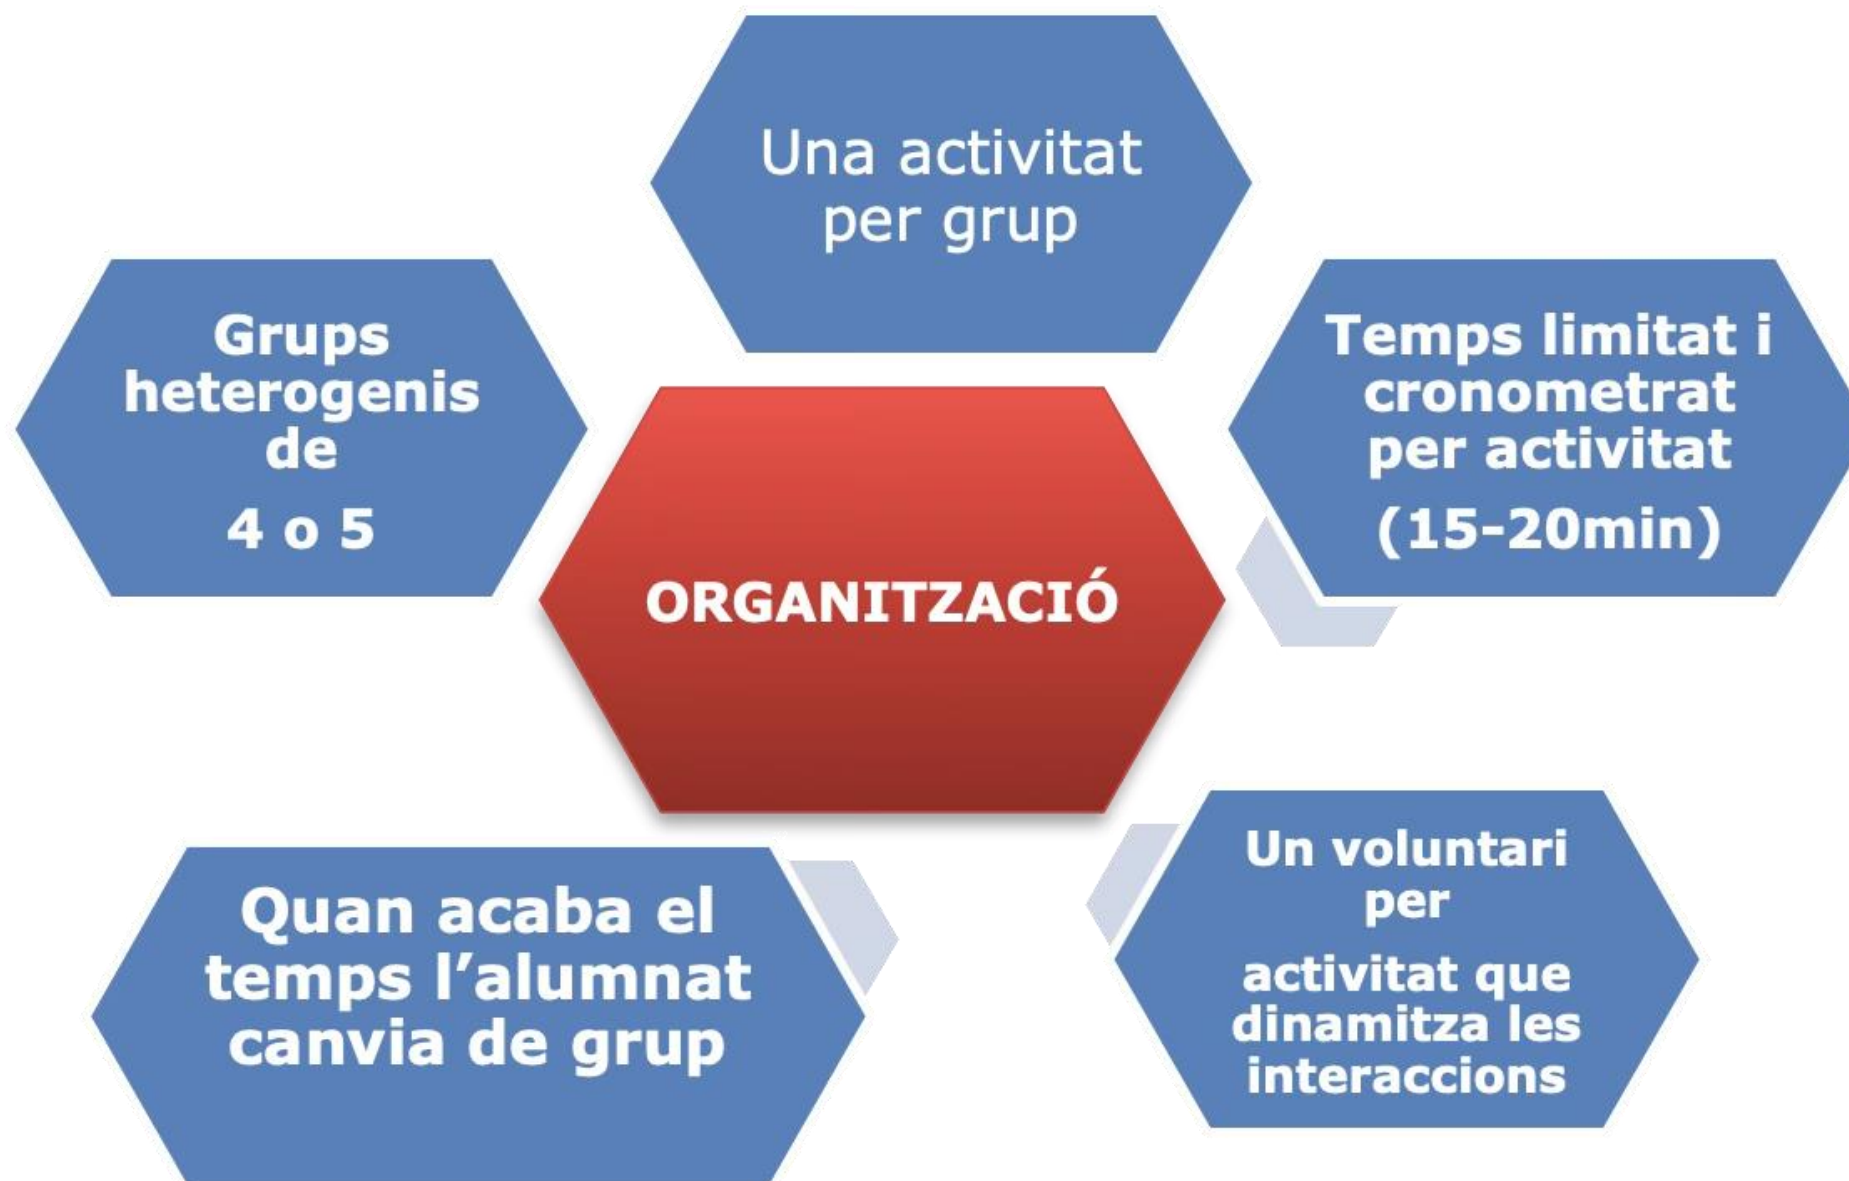 Una activitat
per grup
Grups
heterogenis
de
4 o 5
Temps limitat i
cronometrat
per activitat
(15-20min)
ORGANITZACIÓ
Quan acaba el
temps l’alumnat
canvia de grup
Un voluntari
per
activitat que
dinamitza les
interaccions